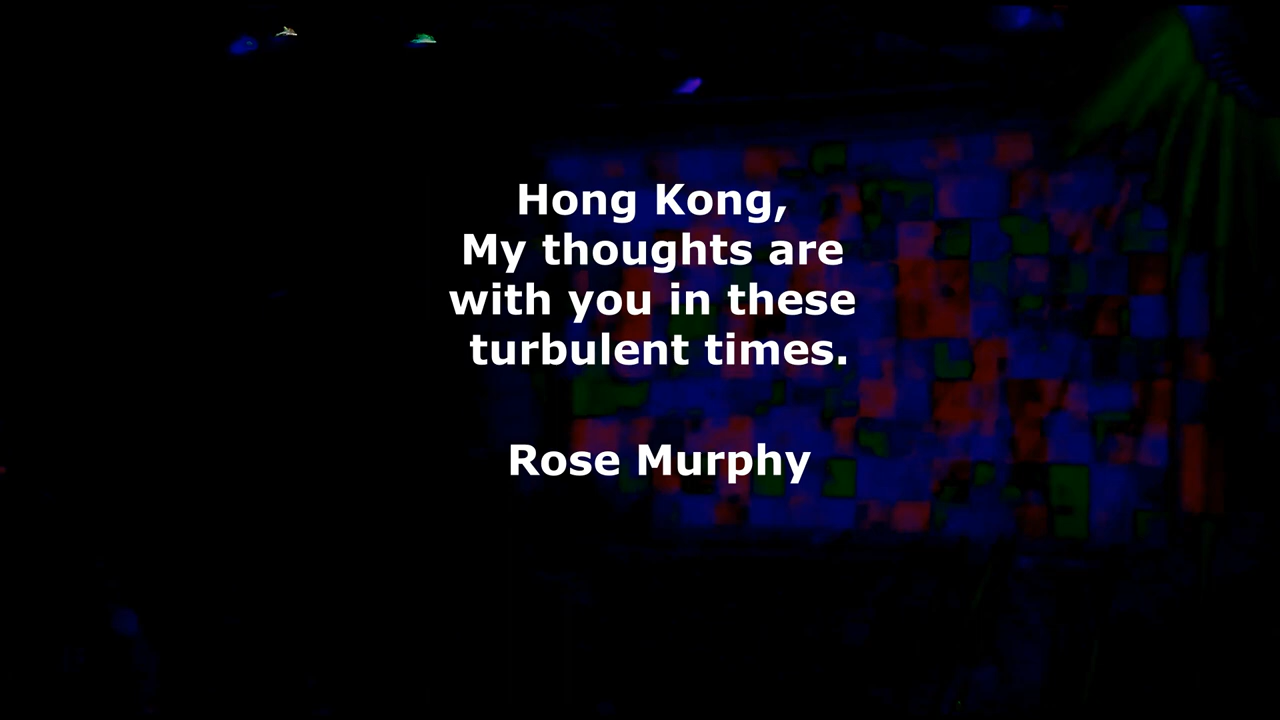 Hong Kong,
My thoughts are
with you in these
turbulent times.
Rose Murphy